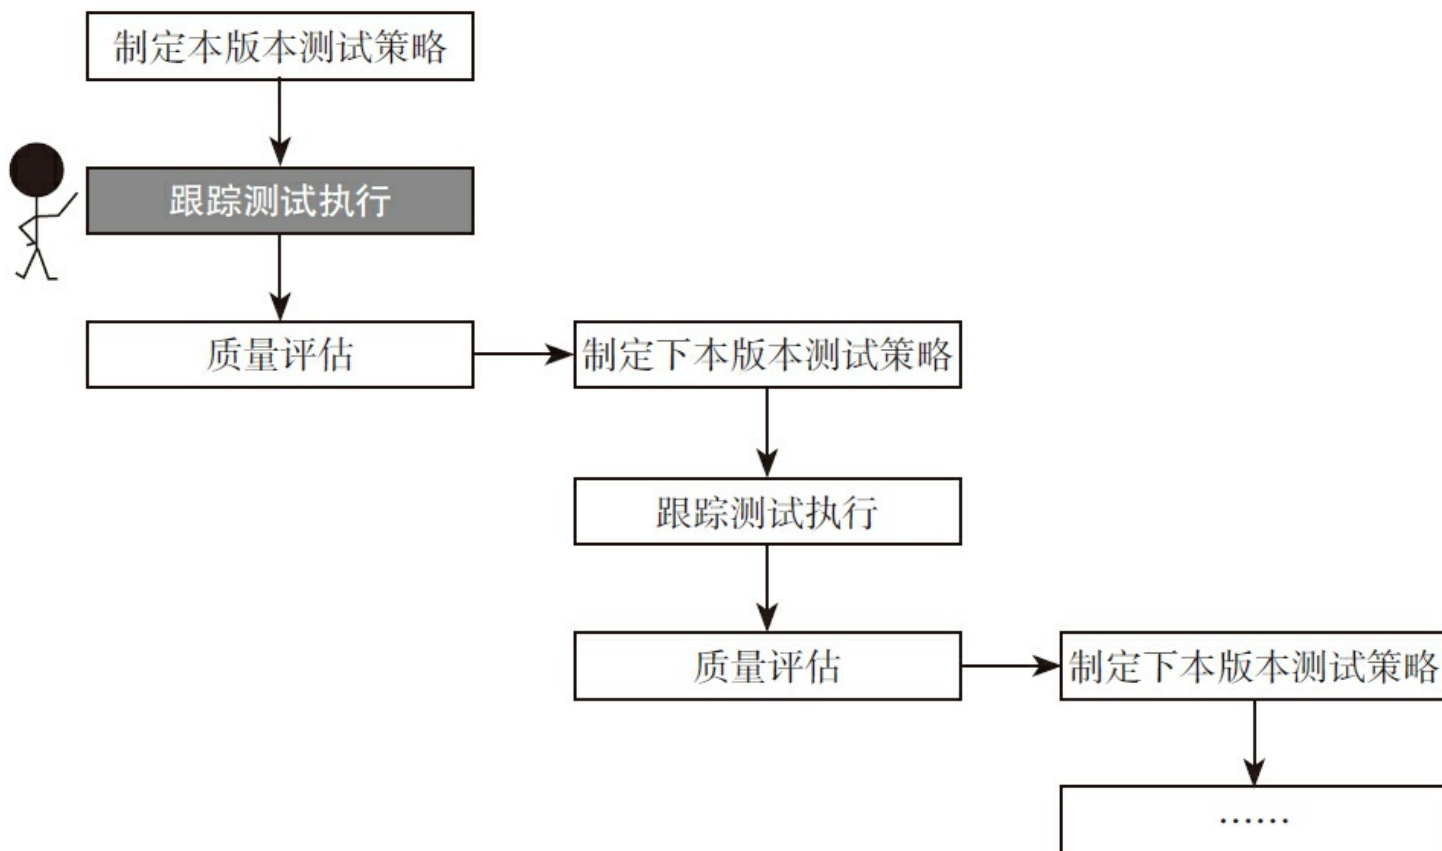 制定本版本测试策略
跟踪测试执行
质量评估
制定下本版本测试策略
跟踪测试执行
质量评估
制定下本版本测试策略
……